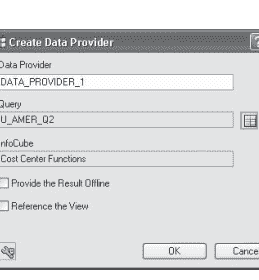 Create Data Provider
Data Provider
DATA_PROVIDER_1
Query
U_AMER_Q2
InfoCube
Cost Center Functions
Provide the Result Offline
Reference the View
OK
Cance